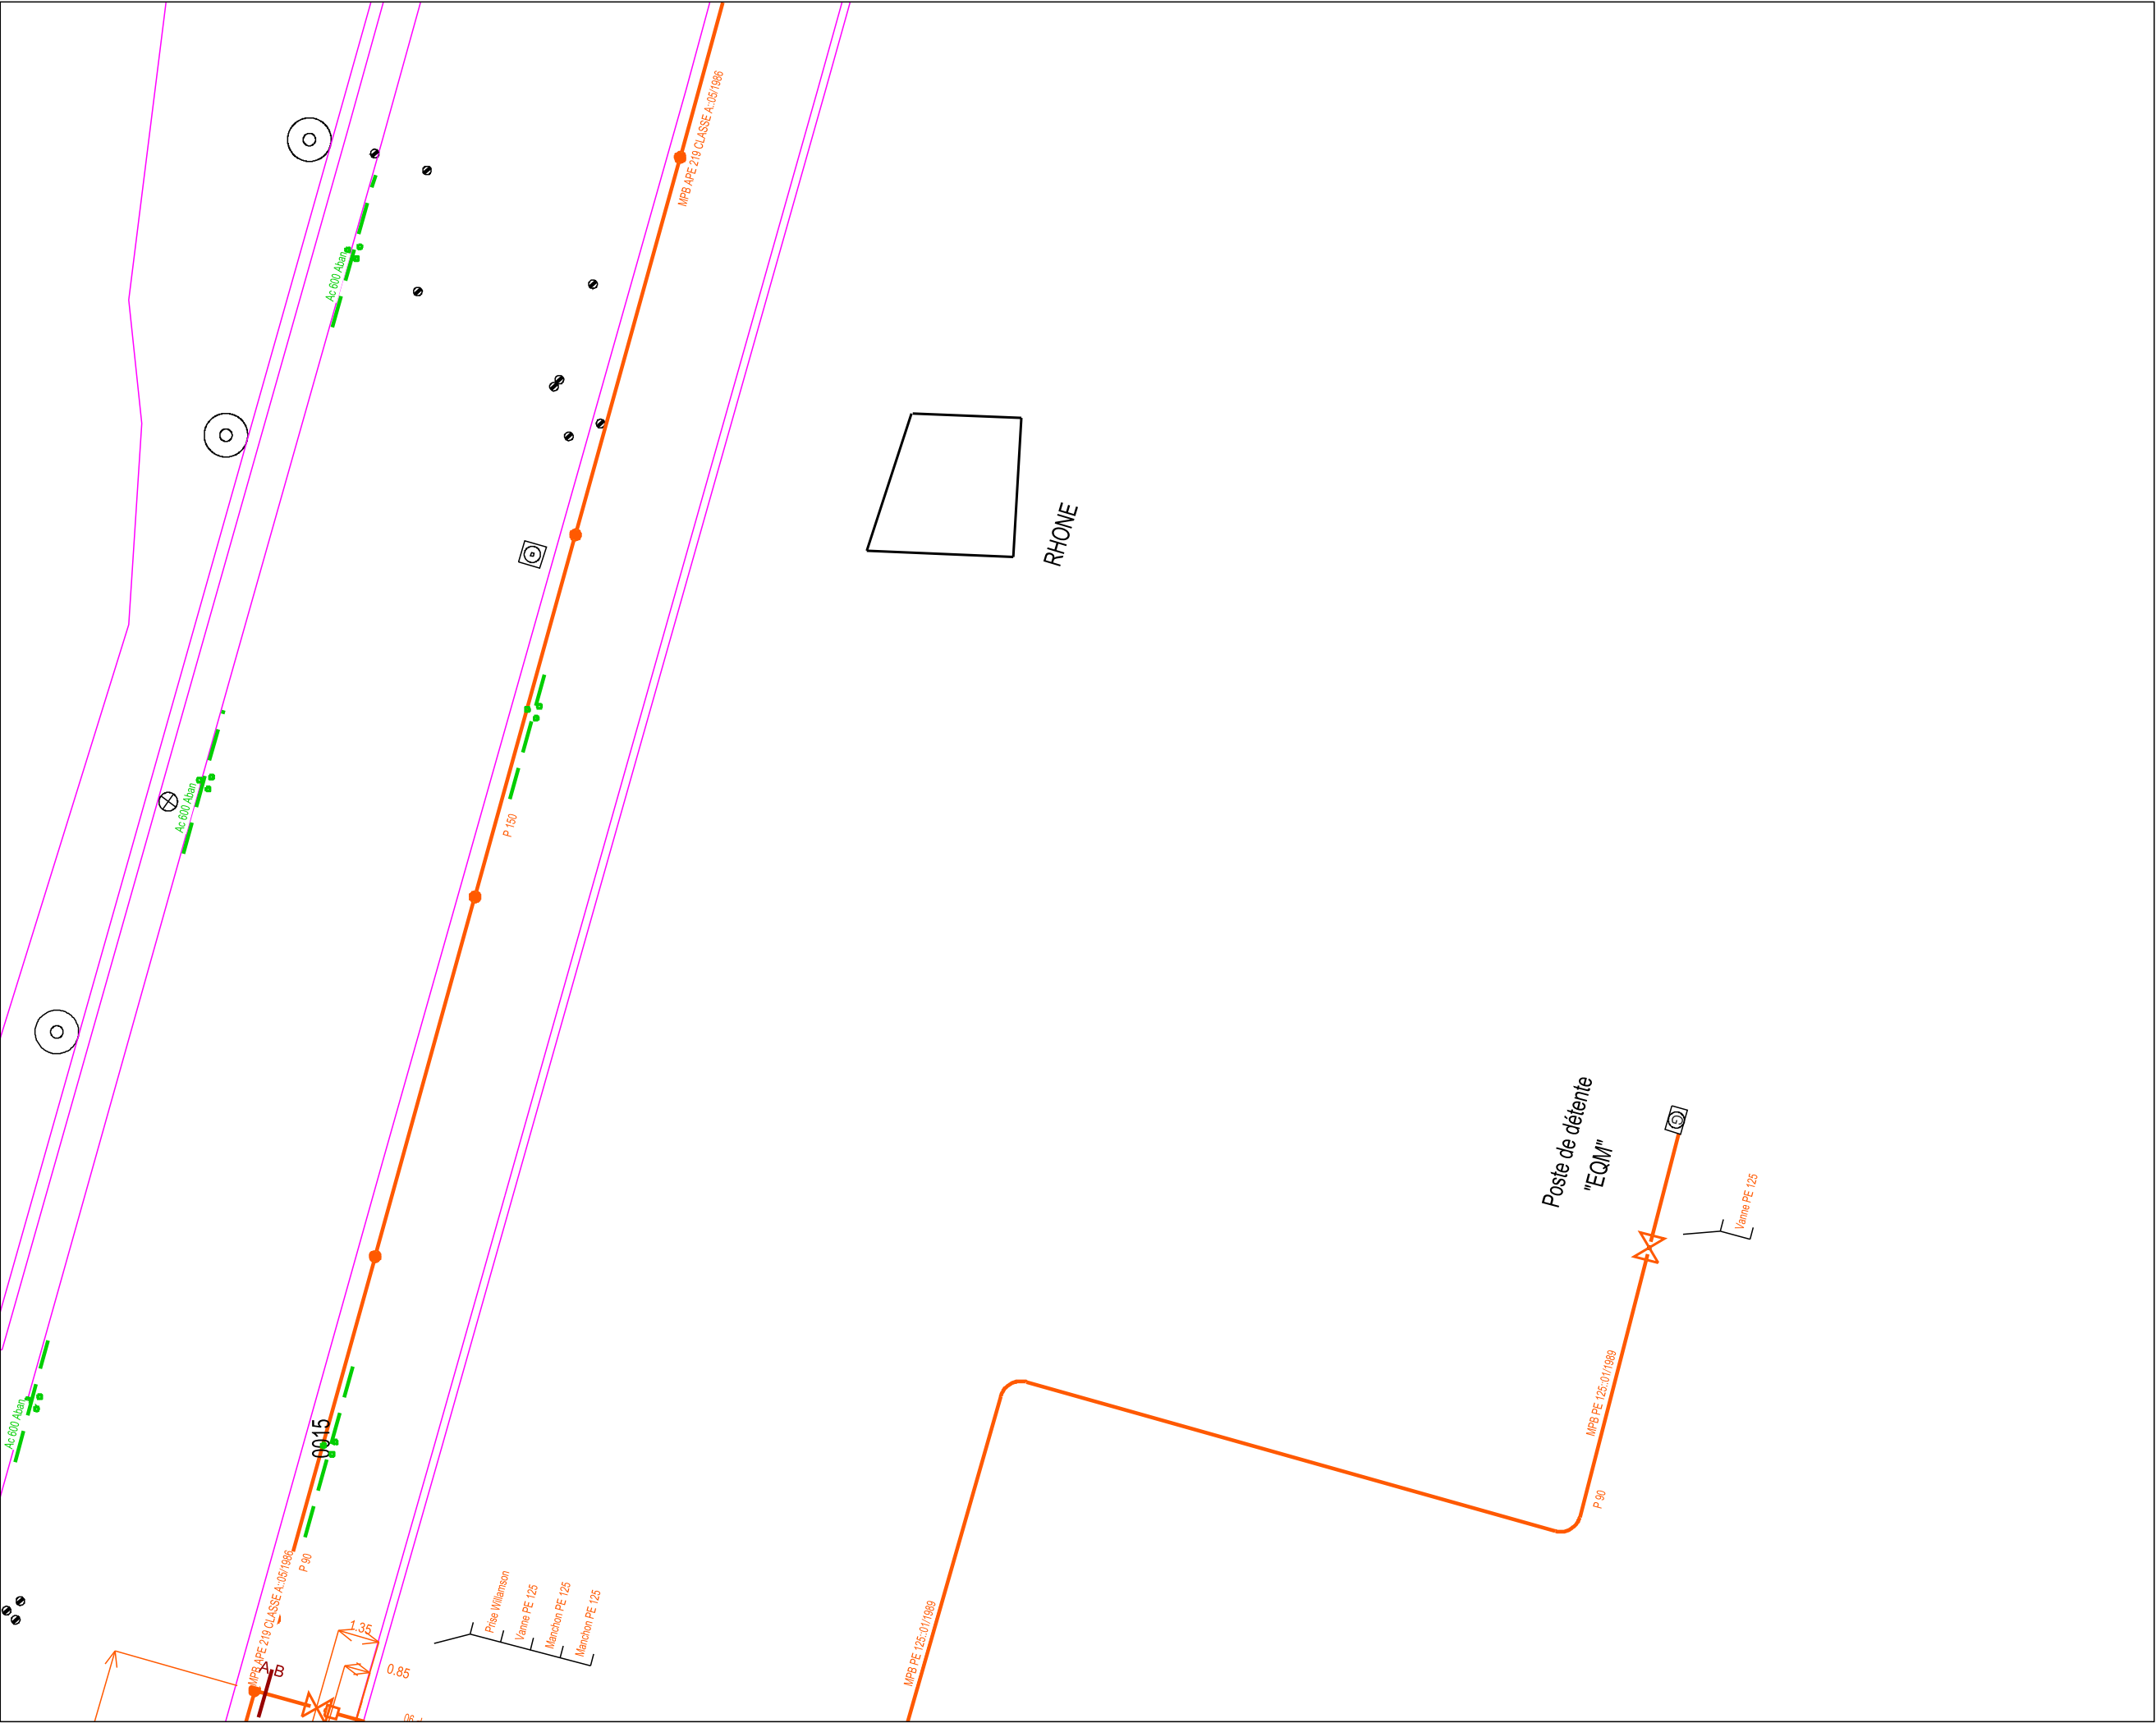 MPB APE 219 CLASSE A::05/1986
Ac 600 Aban
RHONE
Ac 600 Aban
P 150
Poste de détente
"EQM"
G
Vanne PE 125
MPB PE 125::01/1989
P 90
Ac 600 Aban
0015
MPB APE 219 CLASSE A::05/1986
P 90
Prise Williamson
Vanne PE 125
Manchon PE 125
Manchon PE 125
MPB PE 125::01/1989
1.35
0.85
A B